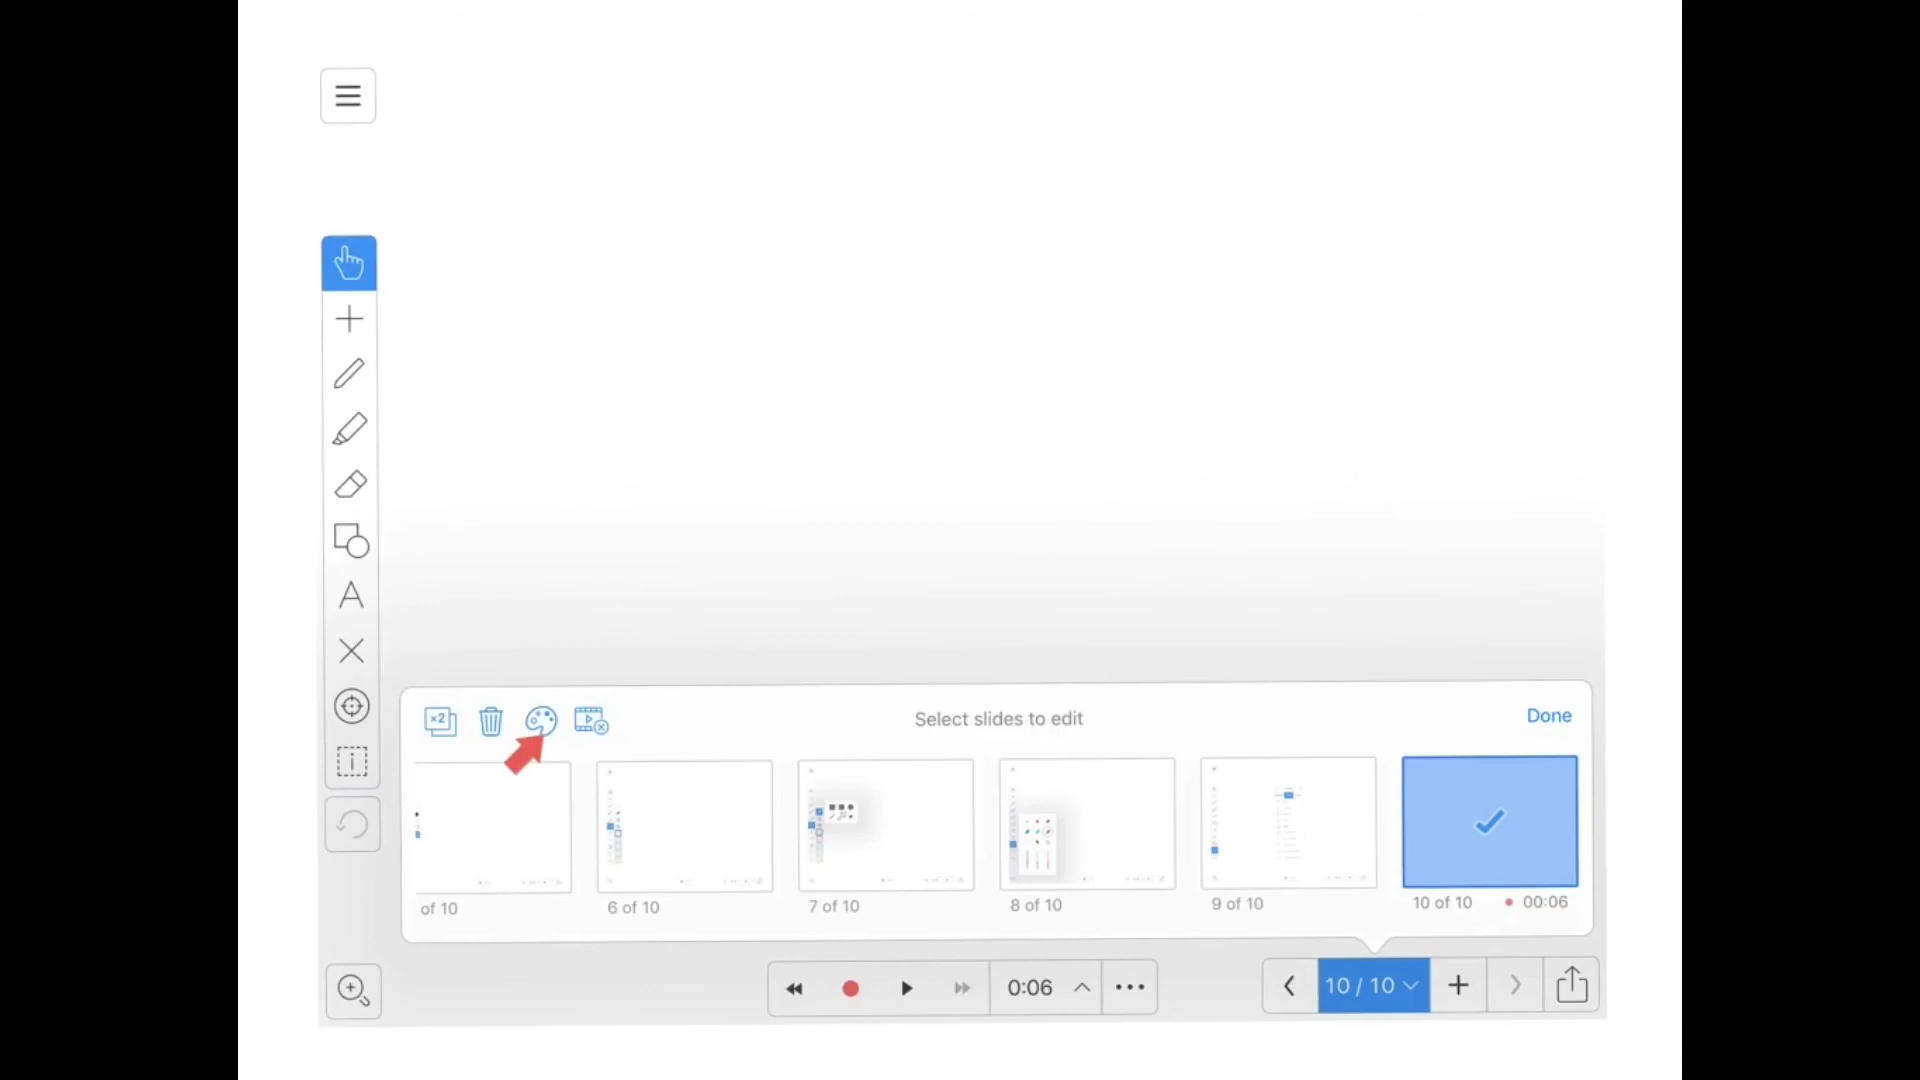 x2
Select slides to edit
Done
of 10
6 of 10
7 of 10
8 of 10
9 of 10
10 of 10
00:06
0:06
10 / 10